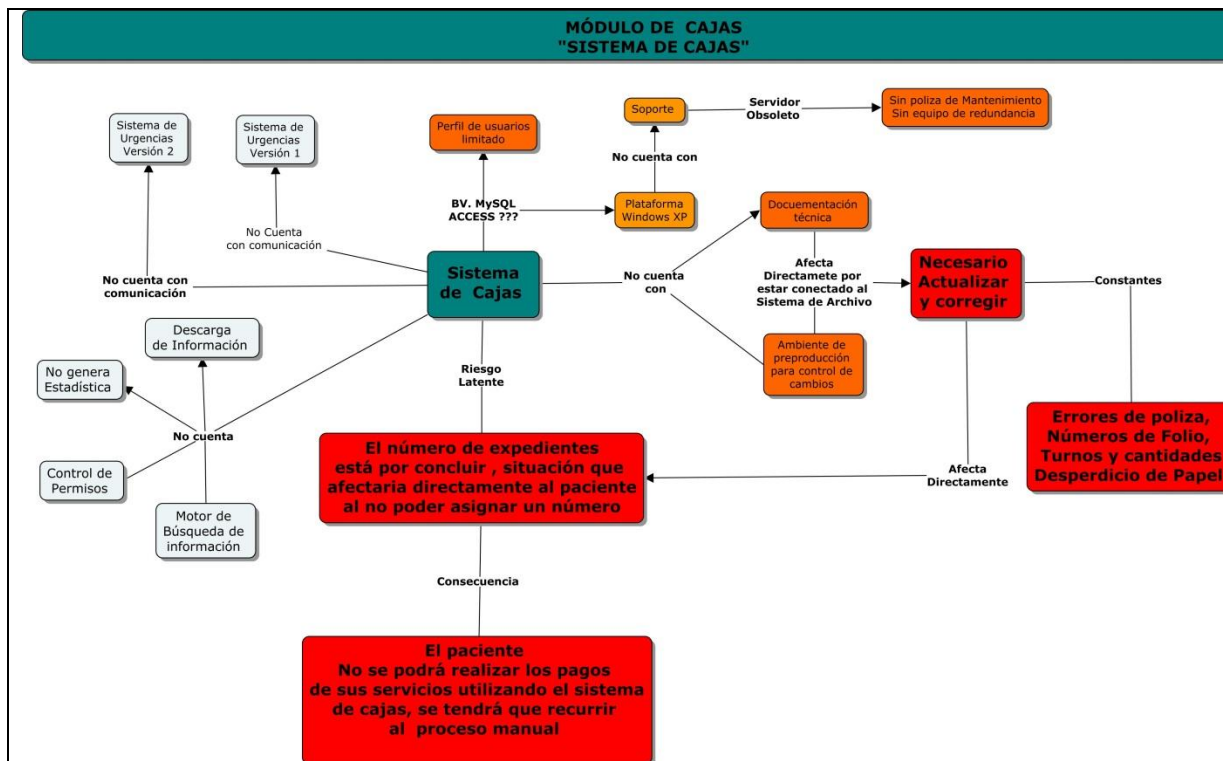 MÓDULO DE CAJAS
"SISTEMA DE CAJAS"
Sistema de
Urgencias
Versión 2
Sistema de
Urgencias
Versión 1
Perfil de usuarios
limitado
Soporte
Servidor
Obsoleto
Sin poliza de Mantenimiento
Sin equipo de redundancia
No cuenta con
BV. MySQL
ACCESS ???
Plataforma
Windows XP
Docuementación
técnica
No Cuenta
con comunicación
No cuenta con
comunicación
Sistema
de Cajas
No cuenta
con
Afecta
Directamete por
estar conectado al
Sistema de Archivo
Necesario
Actualizar
y corregir
Constantes
Descarga
de Información
No genera
Estadística
Riesgo
Latente
Ambiente de
preproducción
para control de
cambios
No cuenta
Control de
Permisos
Motor de
Búsqueda de
información
El número de expedientes
está por concluir , situación que
afectaria directamente al paciente
al no poder asignar un número
Afecta
Directamente
Errores de poliza,
Números de Folio,
Turnos y cantidades
Desperdicio de Papel
Consecuencia
El paciente
No se podrá realizar los pagos
de sus servicios utilizando el sistema
de cajas, se tendrá que recurrir
al proceso manual